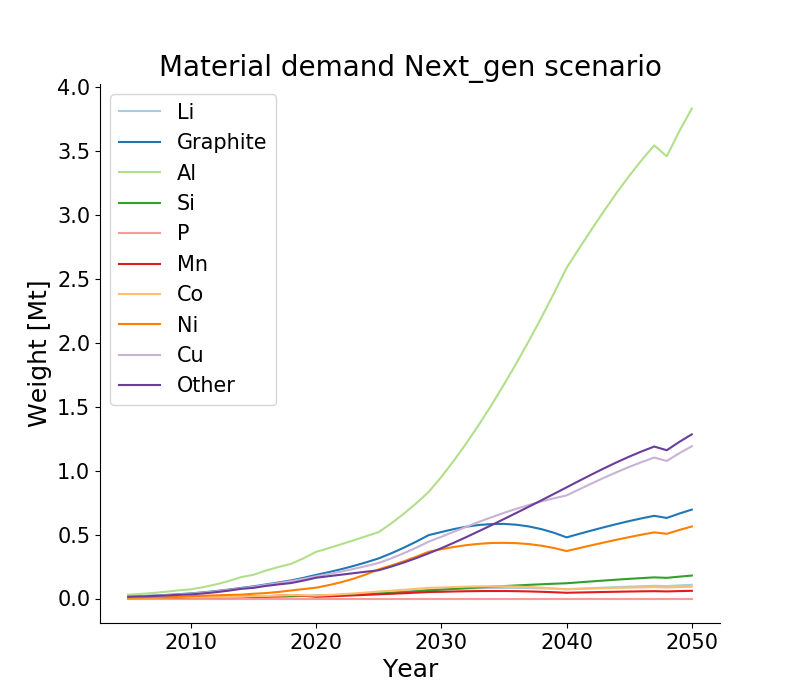 Material demand Next_gen scenario
4.0
3.5
3.0
2.5
2.0
1.5
1.0
0.5
0.0
Weight [Mt]
Li
Graphite
Al
Si
P
Mn
Co
Ni
Cu
Other
2010
2020
2030
2040
2050
Year